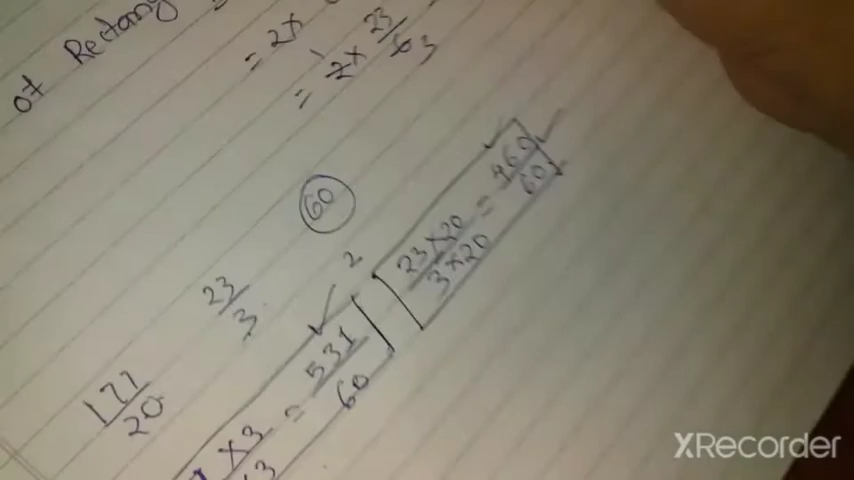 of Rectang
= 2x
= 2x 23/6 3
1
60
23/3
177/20
2
x3 = 531/60
23x20/3x20 = 460/60
XRecorder